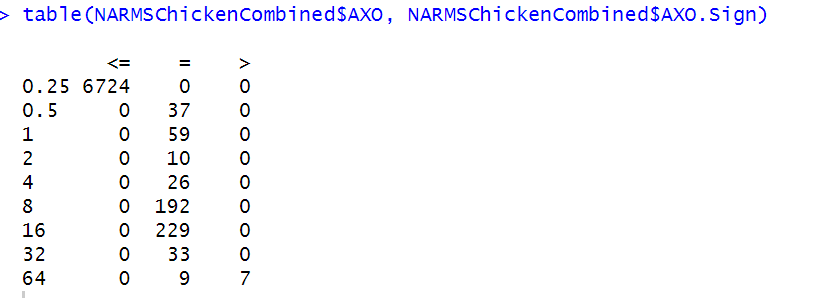 > table(NARMSChickenCombined$AXO, NARMSChickenCombined$AXO.Sign)
<= = >
0.25 6724 0 0
0.5 0 37 0
1 0 59 0
2 0 10 0
4 0 26 0
8 0 192 0
16 0 229 0
32 0 33 0
64 0 9 7